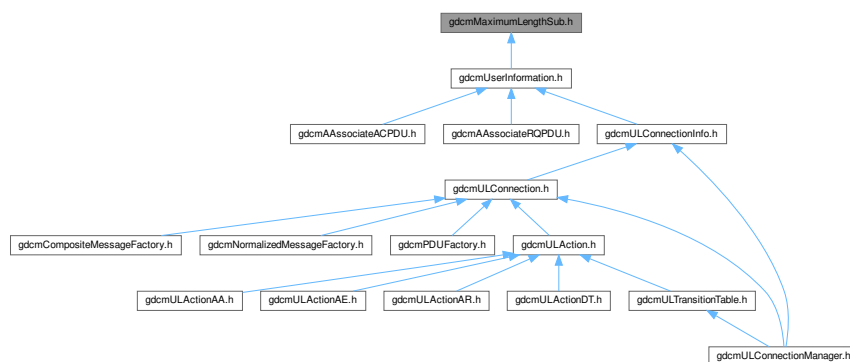 gdcmMaximumLengthSub.h
gdcmUserInformation.h
gdcmAAssociateACPDU.h
gdcmAAssociateRQPDU.h
gdcmULConnectionInfo.h
gdcmULConnection.h
gdcmCompositeMessageFactory.h
gdcmNormalizedMessageFactory.h
gdcmPDUFactory.h
gdcmULAction.h
gdcmULActionAA.h
gdcmULActionAE.h
gdcmULActionAR.h
gdcmULActionDT.h
gdcmULTransitionTable.h
gdcmULConnectionManager.h